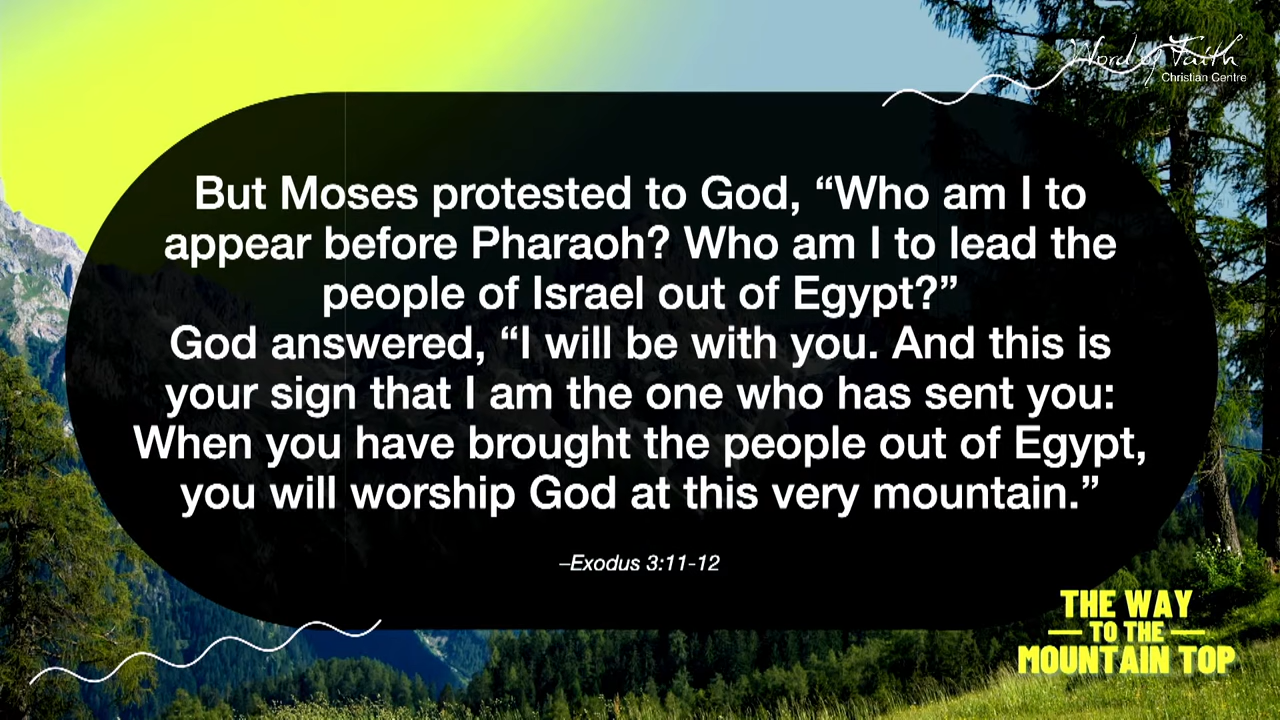 Word of Faith
Christian Centre
But Moses protested to God, “Who am I to
appear before Pharaoh? Who am I to lead the
people of Israel out of Egypt?”
God answered, “I will be with you. And this is
your sign that I am the one who has sent you:
When you have brought the people out of Egypt,
you will worship God at this very mountain.”
–Exodus 3:11-12
THE WAY
TO THE
MOUNTAIN TOP